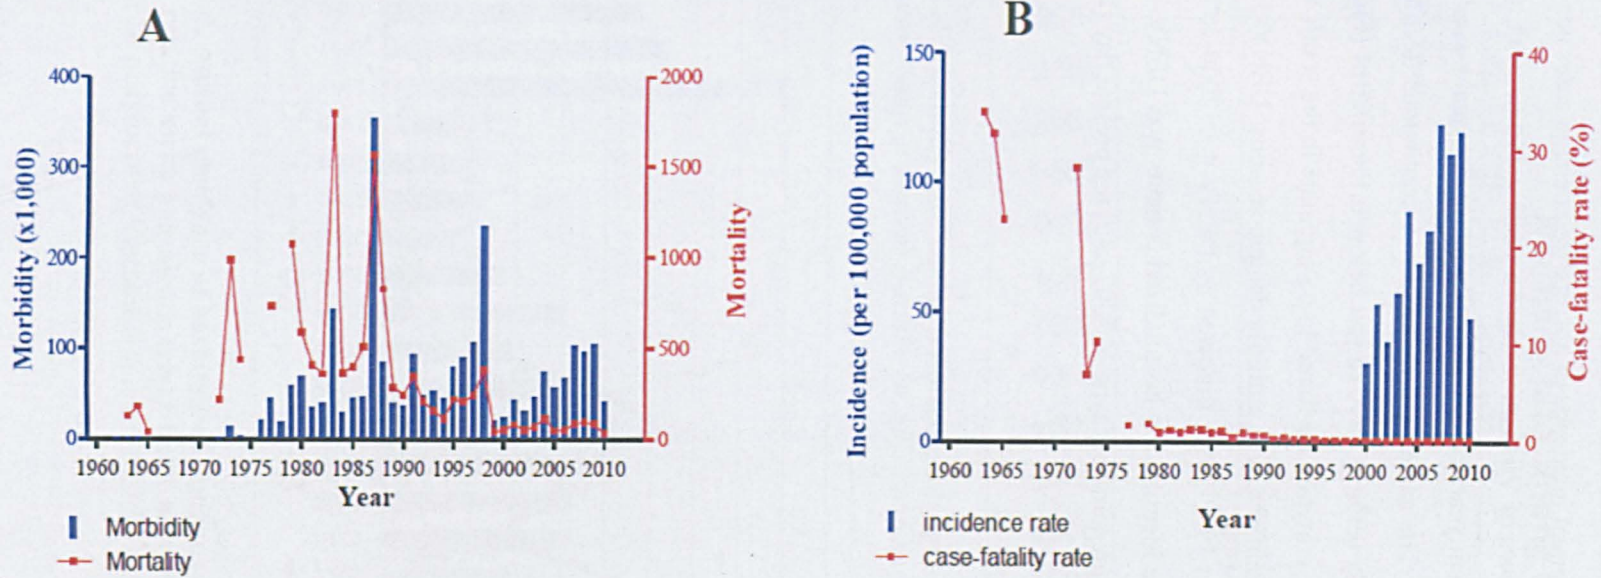 A
400
300
200
100
0
Morbidity (x1,000)
2000
1500
1000
500
0
Mortality
1960 1965 1970 1975 1980 1985 1990 1995 2000 2005 2010
Year
Morbidity
Mortality
B
150
100
50
0
Incidence (per 100,000 population)
40
30
20
10
0
Case-fatality rate (%)
1960 1965 1970 1975 1980 1985 1990 1995 2000 2005 2010
Year
incidence rate
case-fatality rate